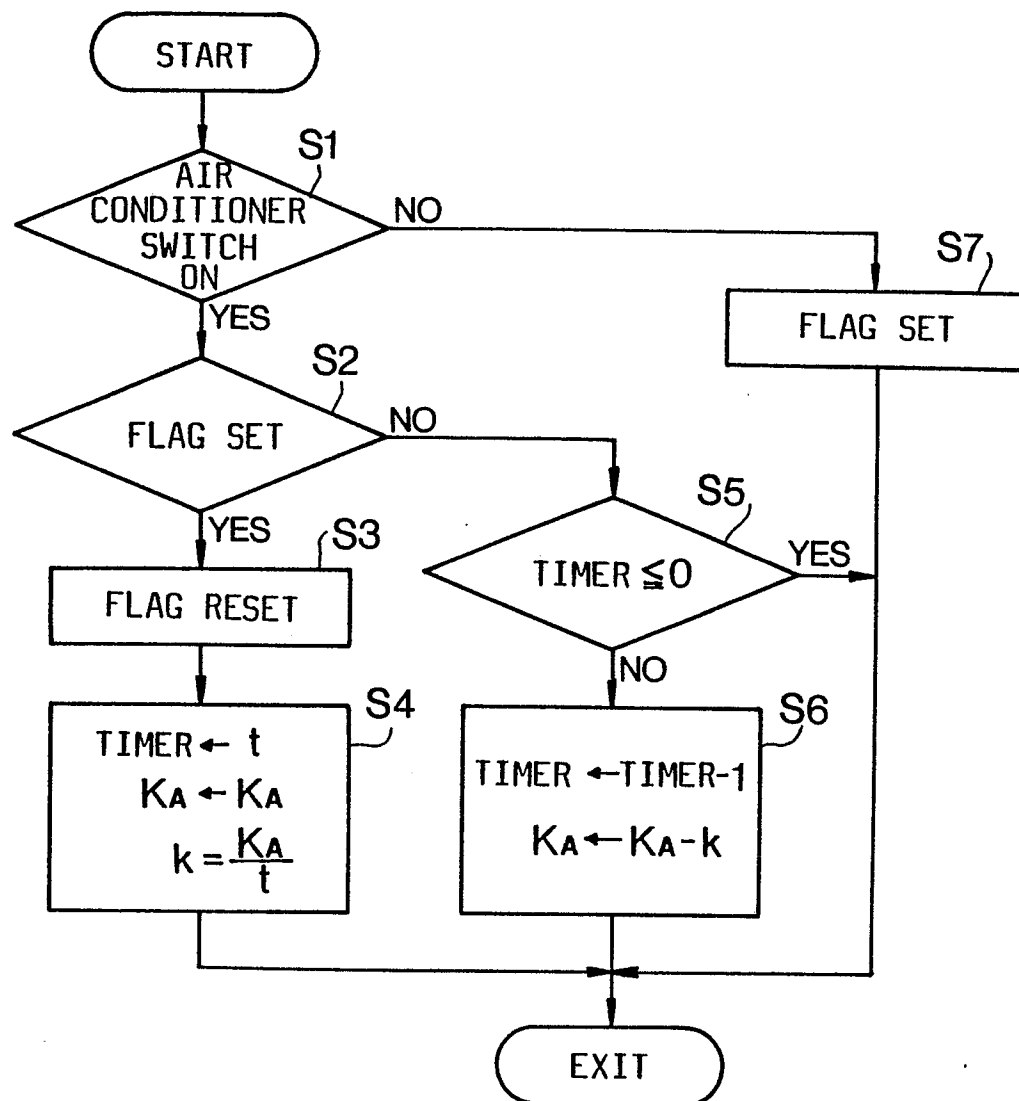 START
S1
AIR
CONDITIONER
SWITCH
ON
NO
YES
S7
FLAG SET
S2
FLAG SET
NO
YES
S3
FLAG RESET
S5
TIMER ≦ 0
YES
NO
S4
TIMER ← t
KA ← KA
k = KA/t
S6
TIMER ← TIMER-1
KA ← KA-k
EXIT